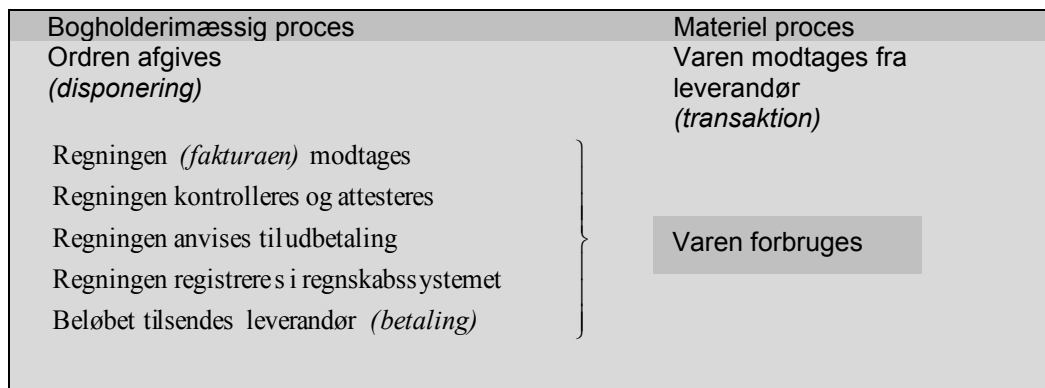 Bogholderimæssig proces
Materiel proces
Ordren afgives
(disponering)
Varen modtages fra
leverandør
(transaktion)
Regningen (fakturaen) modtages
Regningen kontrolleres og attesteres
Regningen anvises til udbetaling
Regningen registreres i regnskabssystemet
Beløbet tilsendes leverandør (betaling)
Varen forbruges